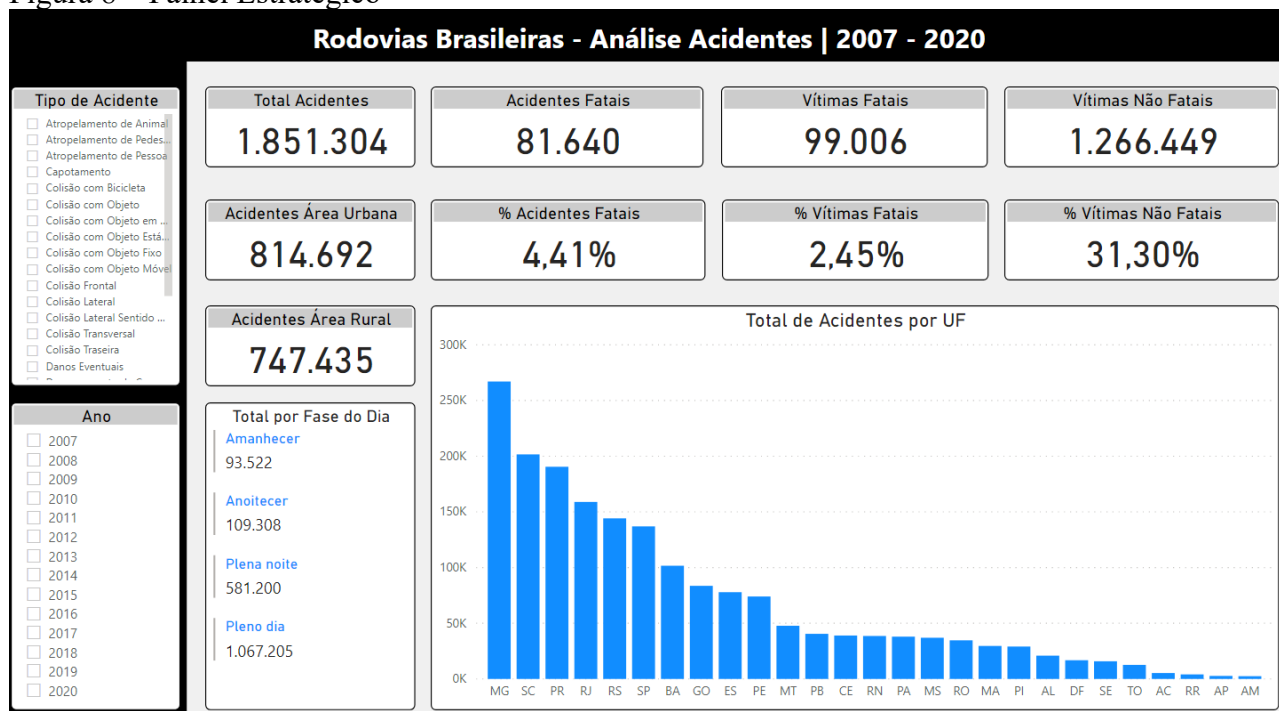 Rodovias Brasileiras - Análise Acidentes | 2007 - 2020
Tipo de Acidente
Atropelamento de Animal
Atropelamento de Pedes...
Atropelamento de Pessoa
Capotamento
Colisão com Bicicleta
Colisão com Objeto
Colisão com Objeto em ...
Colisão com Objeto Está...
Colisão com Objeto Fixo
Colisão com Objeto Móvel
Colisão Frontal
Colisão Lateral
Colisão Lateral Sentido ...
Colisão Transversal
Colisão Traseira
Danos Eventuais
Ano
2007
2008
2009
2010
2011
2012
2013
2014
2015
2016
2017
2018
2019
2020
Total Acidentes
1.851.304
Acidentes Fatais
81.640
Vítimas Fatais
99.006
Vítimas Não Fatais
1.266.449
Acidentes Área Urbana
814.692
% Acidentes Fatais
4,41%
% Vítimas Fatais
2,45%
% Vítimas Não Fatais
31,30%
Acidentes Área Rural
747.435
Total por Fase do Dia
Amanhecer
93.522
Anoitecer
109.308
Plena noite
581.200
Pleno dia
1.067.205
Total de Acidentes por UF
300K
250K
200K
150K
100K
50K
0K
MG SC PR RJ RS SP BA GO ES PE MT PB CE RN PA MS RO MA PI AL DF SE TO AC RR AP AM